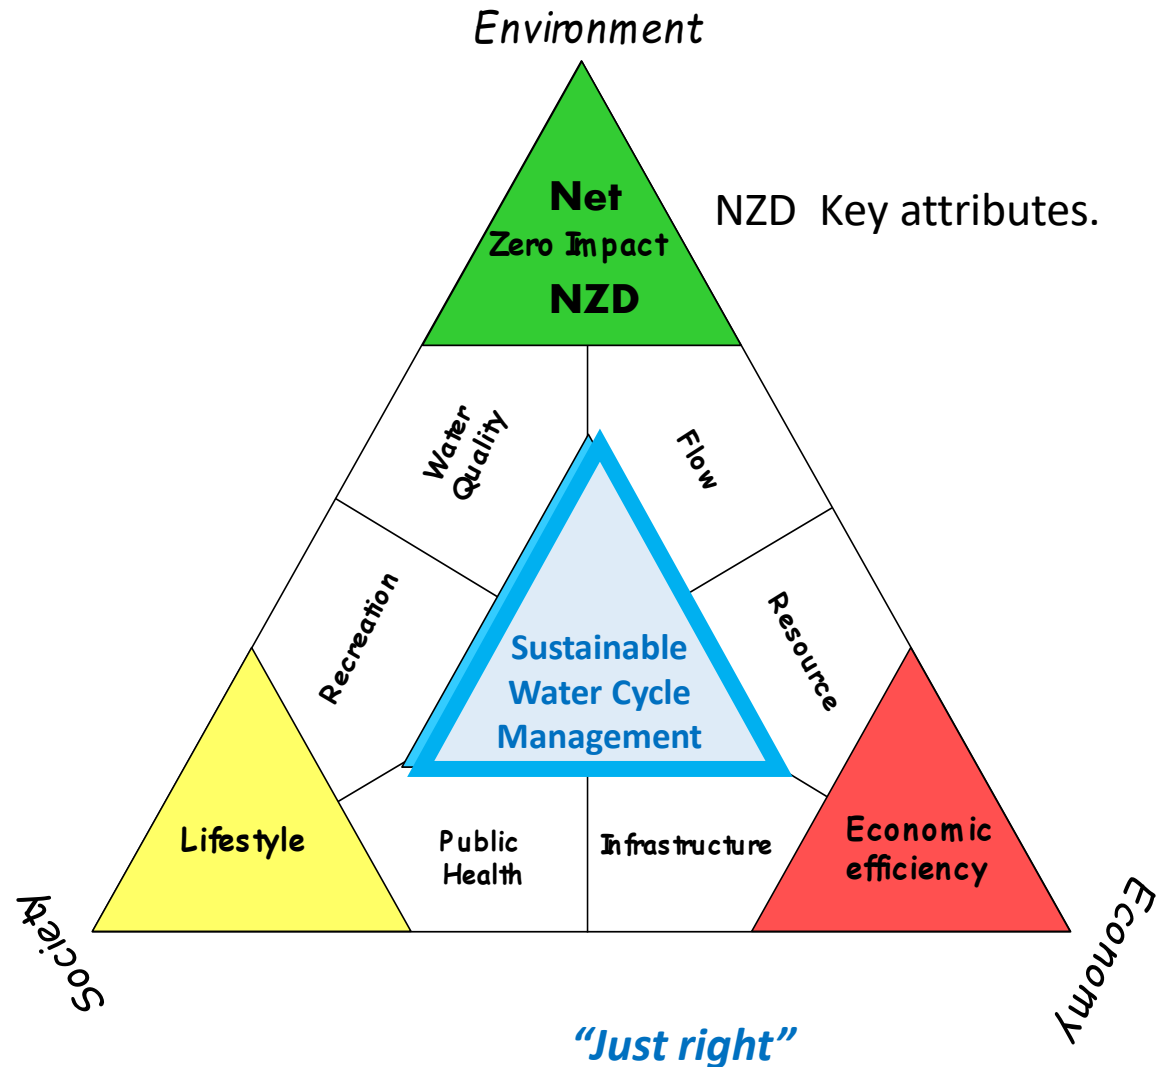 Environment
Net
Zero Impact
NZD
NZD Key attributes.
Water
Quality
Flow
Recreation
Resource
Sustainable
Water Cycle
Management
Lifestyle
Public
Health
Infrastructure
Economic
efficiency
Society
Economy
“Just right”